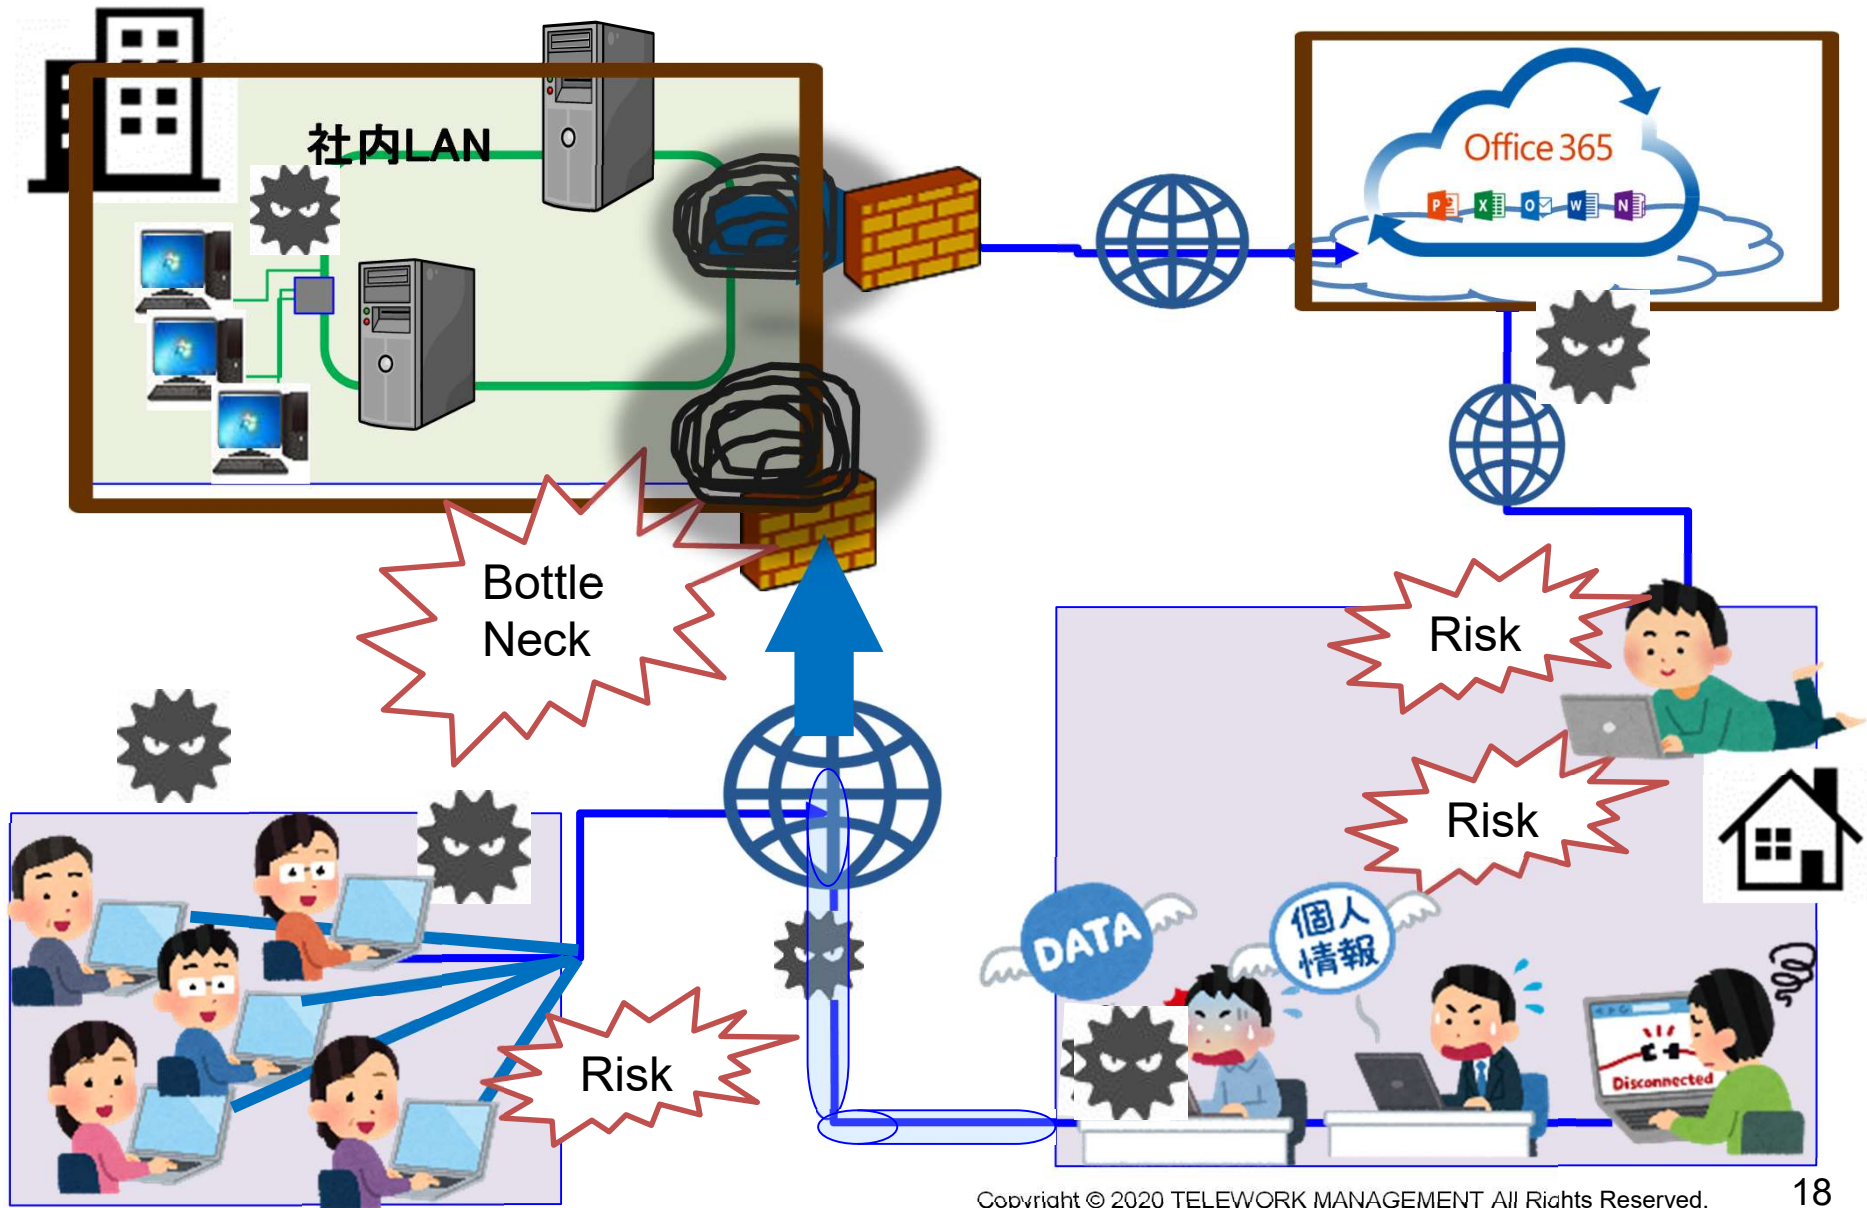 社内LAN
Office 365
P
X
O
W
N
Bottle
Neck
Risk
Risk
DATA
個人
情報
Disconnected
Risk
Copyright © 2020 TELEWORK MANAGEMENT All Rights Reserved.
18